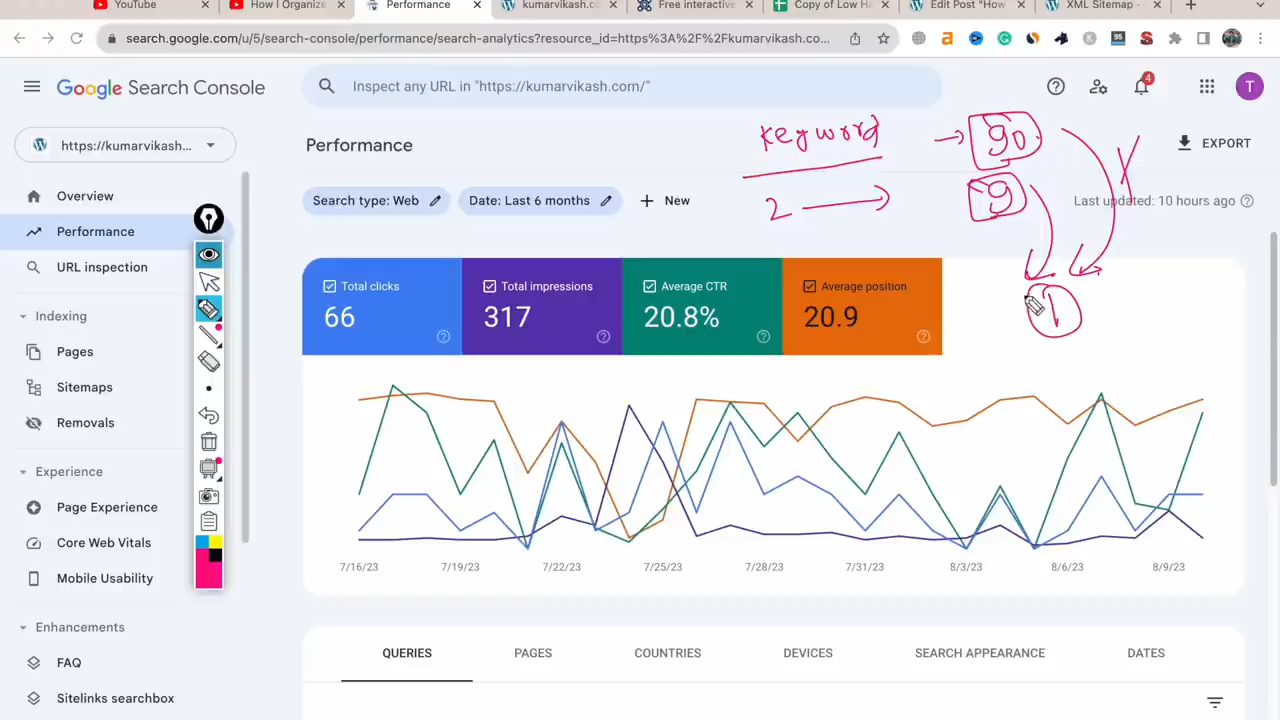 YouTube
How I Organize
Performance
kumarvikash.co
Free interactive
Copy of Low Ha
Edit Post "How
XML Sitemap -
search.google.com/u/5/search-console/performance/search-analytics?resource_id=https%3A%2F%2Fkumarvikash.co...
Google Search Console
Inspect any URL in "https://kumarvikash.com/"
4
T
https://kumarvikash...
Performance
keyword → 90
EXPORT
Search type: Web
Date: Last 6 months
New
2 → 9
Last updated: 10 hours ago
1
Overview
Performance
URL inspection
Indexing
Pages
Sitemaps
Removals
Experience
Page Experience
Core Web Vitals
Mobile Usability
Enhancements
FAQ
Sitelinks searchbox
Total clicks
66
Total impressions
317
Average CTR
20.8%
Average position
20.9
7/16/23 7/19/23 7/22/23 7/25/23 7/28/23 7/31/23 8/3/23 8/6/23 8/9/23
QUERIES PAGES COUNTRIES DEVICES SEARCH APPEARANCE DATES